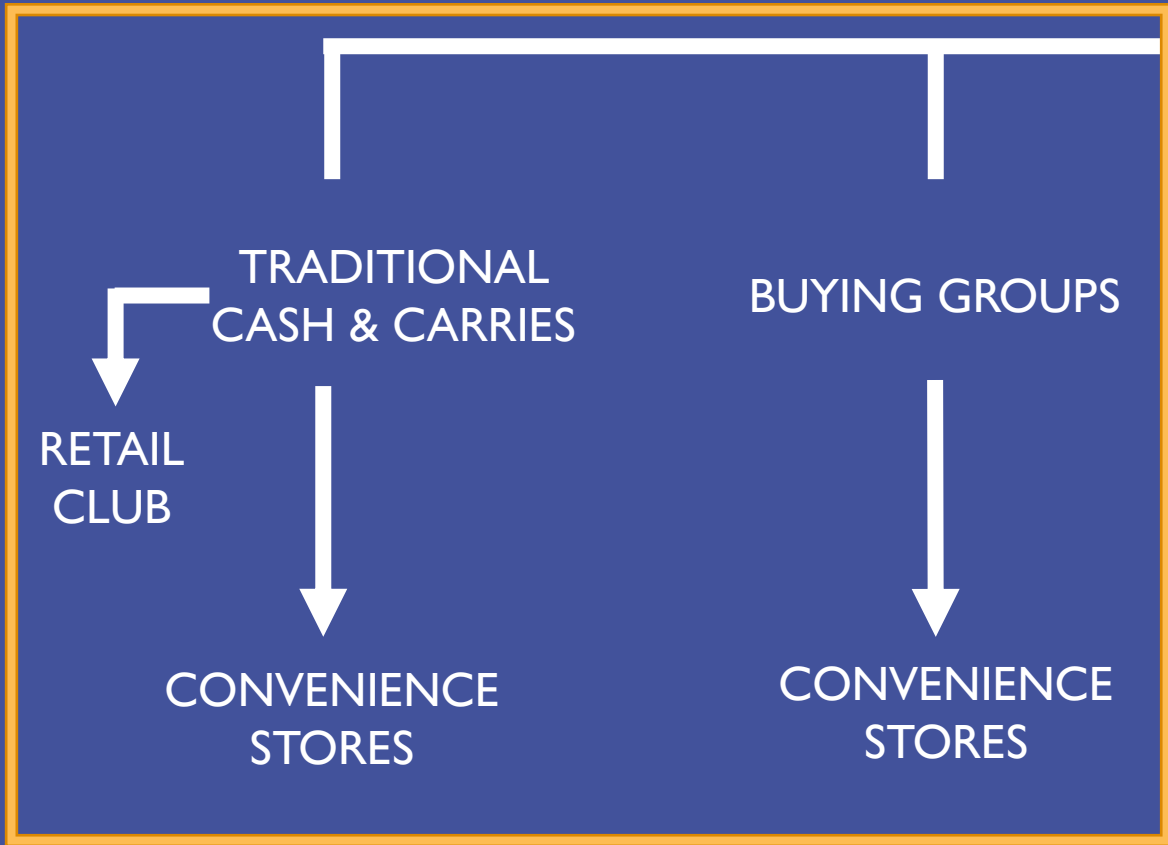 TRADITIONAL
CASH & CARRIES
BUYING GROUPS
RETAIL
CLUB
CONVENIENCE
STORES
CONVENIENCE
STORES